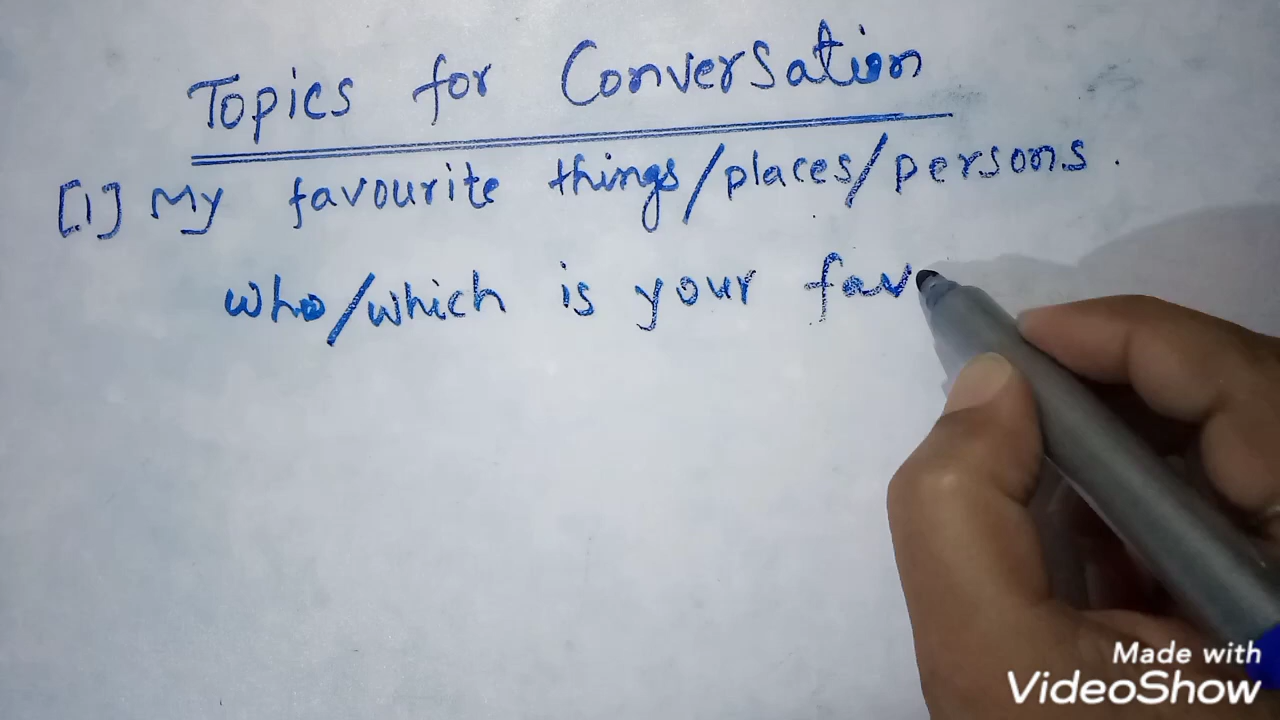 Topics for Conversation
[1] My favourite things/places/persons.
who/which is your fav
Made with
VideoShow